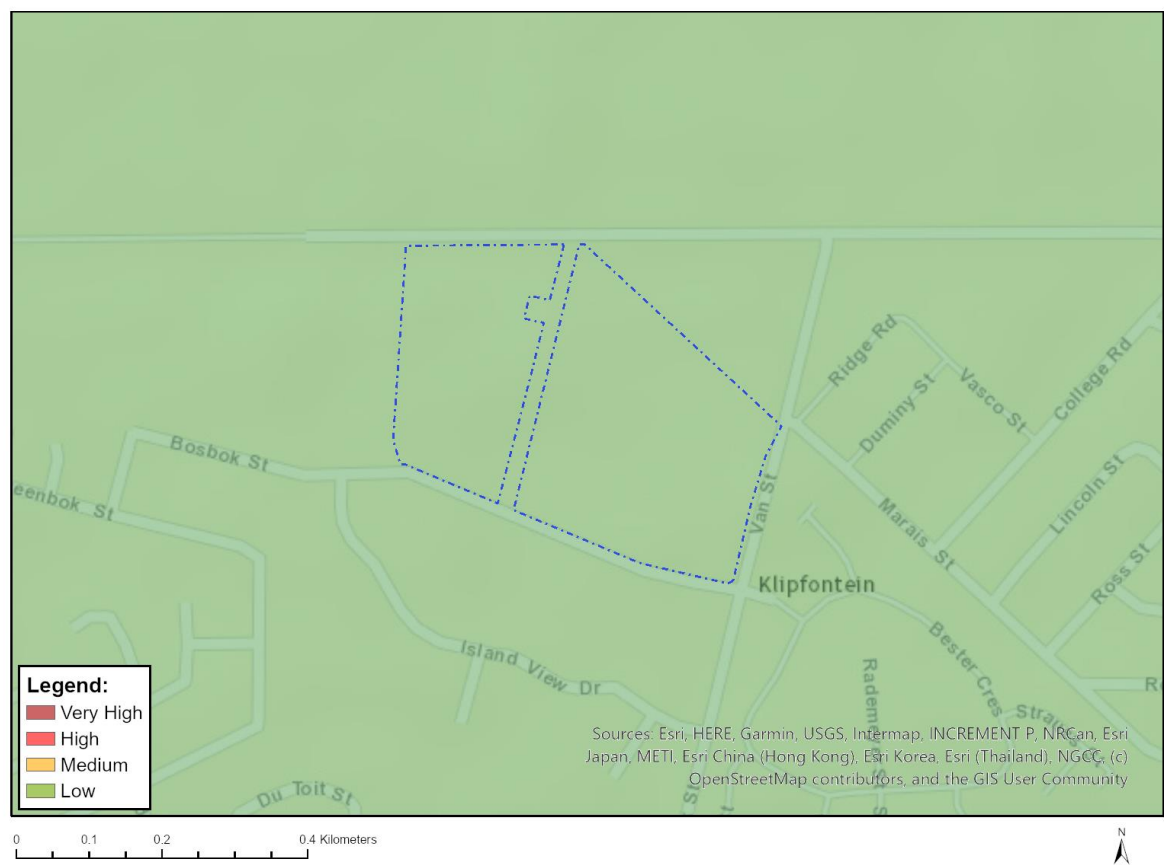 Ridge Rd
Duminy St
Vasco St
College Rd
Bosbok St
Lincoln St
eenbok St
Van St
Marais St
Ross St
Klipfontein
Bester Cres
Island View Dr
Legend:
Very High
High
Medium
Low
Sources: Esri, HERE, Garmin, USGS, Intermap, INCREMENT P, NRCan, Esri
Japan, METI, Esri China (Hong Kong), Esri Korea, Esri (Thailand), NGCC, (c)
OpenStreetMap contributors, and the GIS User Community
Du Toit St
St
0 0.1 0.2 0.4 Kilometers
N